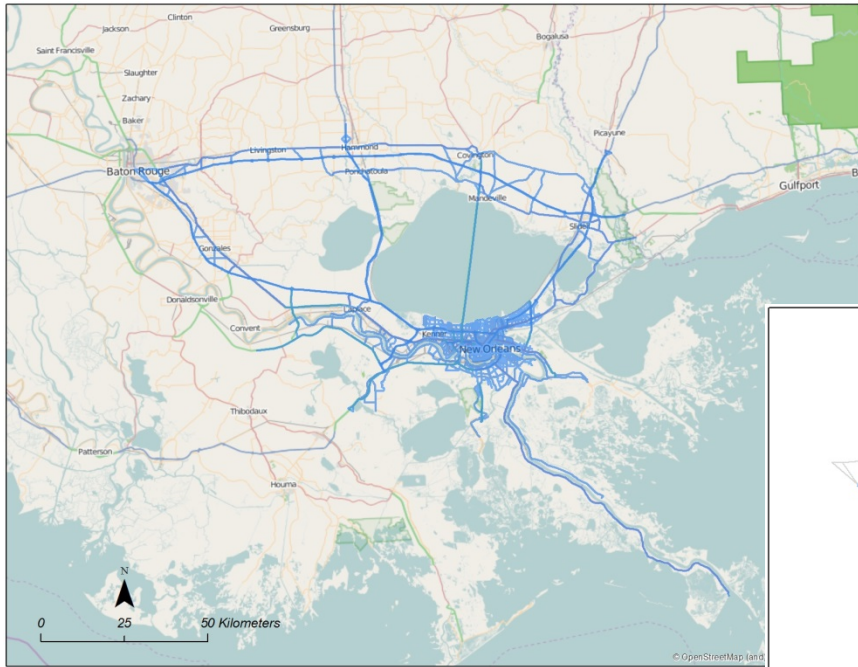 Clinton
Jackson
Greensburg
Bogalusa
Saint Francisville
Slaughter
Zachary
Baker
Picayune
Livingston
Hammond
Covington
Baton Rouge
Ponchatoula
Gulfport
B
Mandeville
Slidell
Gonzales
Donaldsonville
Laplace
Convent
Kenner
New Orleans
Thibodaux
Patterson
Houma
N
0 25 50 Kilometers
© OpenStreetMap (and